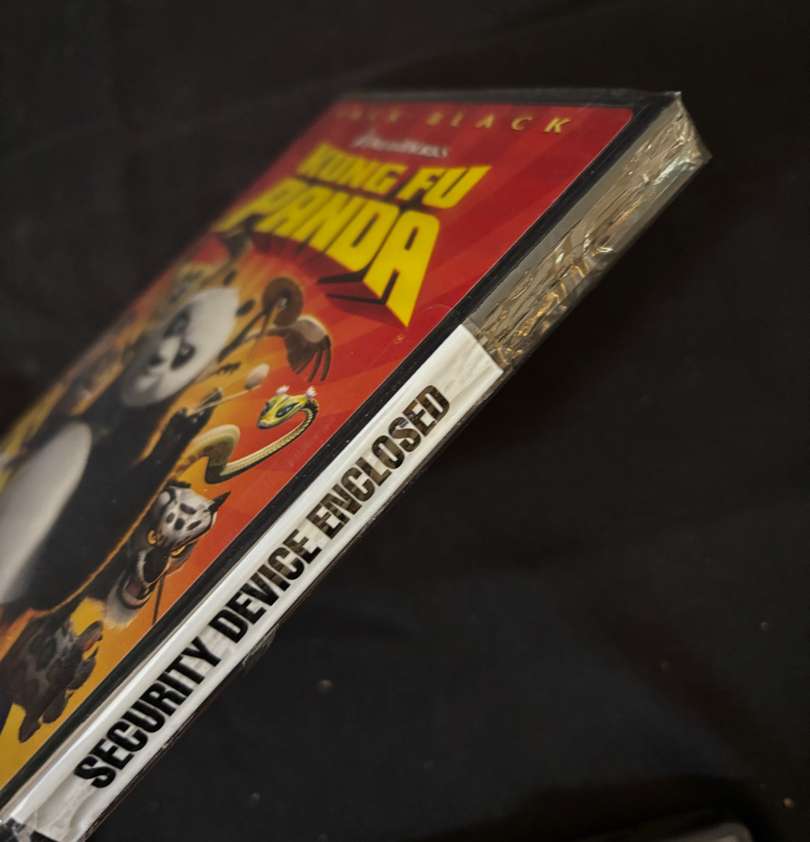 JACK BLACK
DREAMWORKS
KUNG FU
PANDA
SECURITY DEVICE ENCLOSED